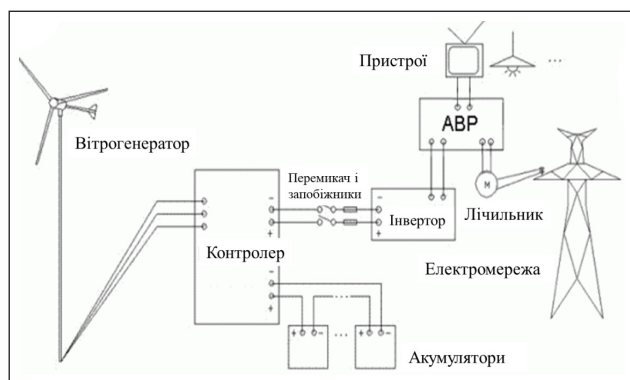 Пристрої
...
Вітрогенератор
АВР
Перемикач і
запобіжники
М
Інвертор
Лічильник
Контролер
Електромережа
Акумулятори
- + - + - + + - ... + - ...